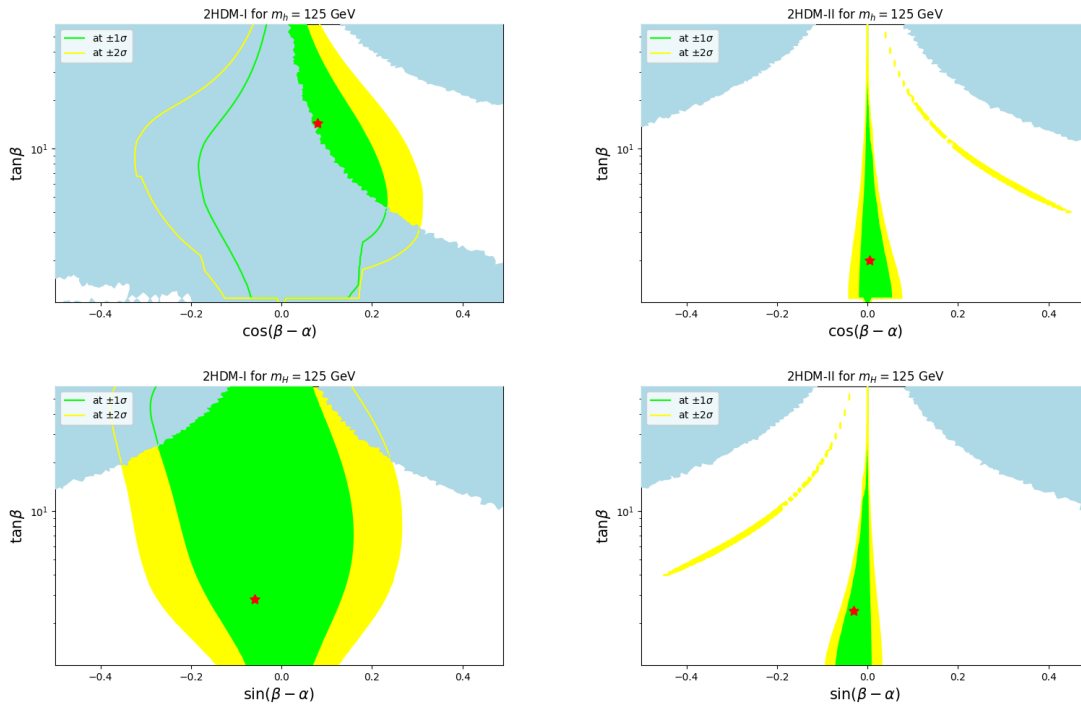 2HDM-I for m_h = 125 GeV
at ±1σ
at ±2σ
tanβ
10¹
−0.4 −0.2 0.0 0.2 0.4
cos(β − α)
2HDM-II for m_h = 125 GeV
at ±1σ
at ±2σ
tanβ
10¹
−0.4 −0.2 0.0 0.2 0.4
cos(β − α)
2HDM-I for m_H = 125 GeV
at ±1σ
at ±2σ
tanβ
10¹
−0.4 −0.2 0.0 0.2 0.4
sin(β − α)
2HDM-II for m_H = 125 GeV
at ±1σ
at ±2σ
tanβ
10¹
−0.4 −0.2 0.0 0.2 0.4
sin(β − α)